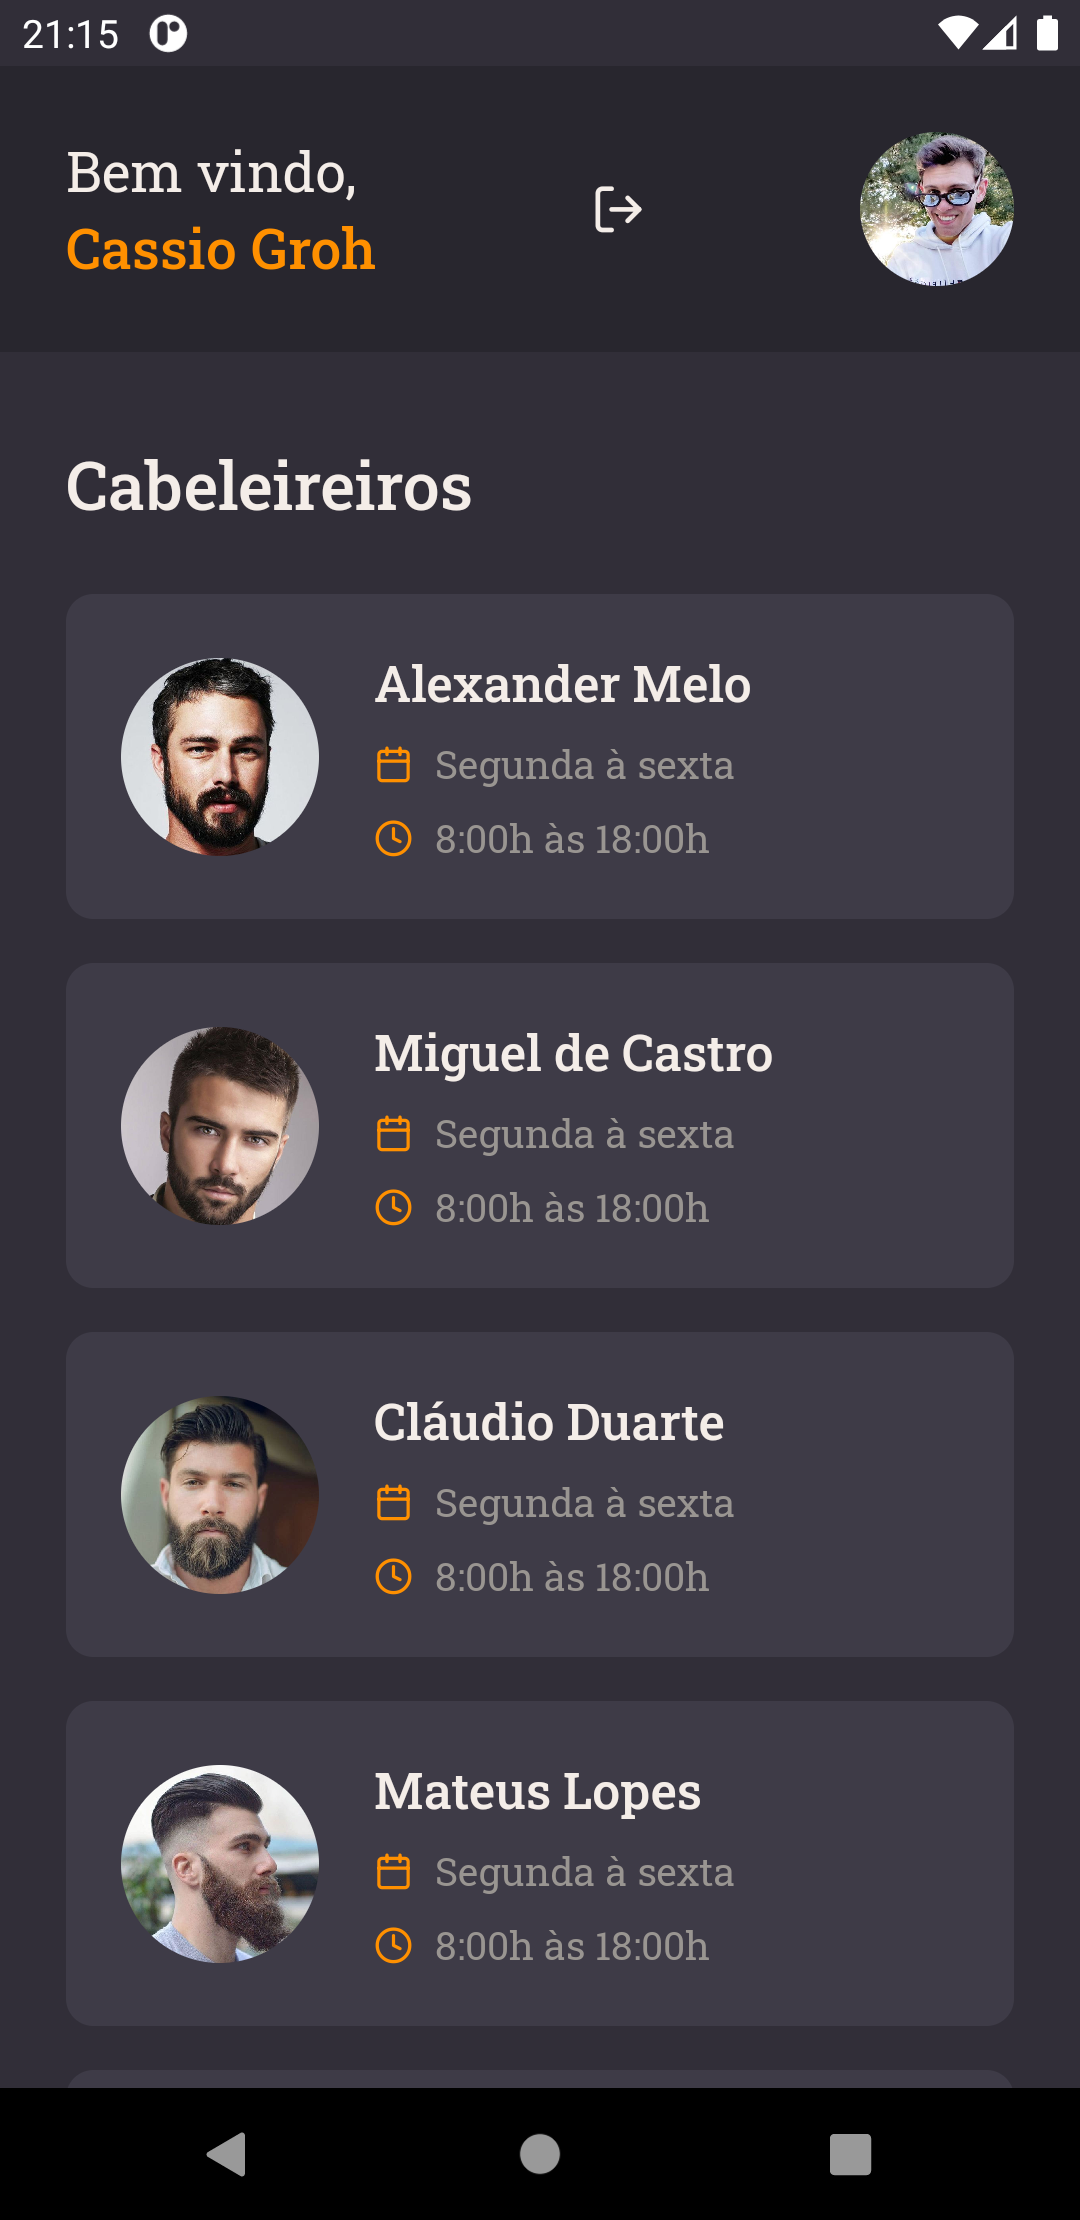 21:15
Bem vindo,
Cassio Groh
Cabeleireiros
Alexander Melo
Segunda à sexta
8:00h às 18:00h
Miguel de Castro
Segunda à sexta
8:00h às 18:00h
Cláudio Duarte
Segunda à sexta
8:00h às 18:00h
Mateus Lopes
Segunda à sexta
8:00h às 18:00h